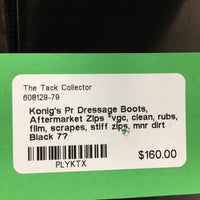 The Tack Collector
608129-79
Konig's Pr Dressage Boots,
Aftermarket Zips *vgc, clean, rubs,
film, scrapes, stiff zips, mnr dirt
Black 7?
PLYKTX
$160.00